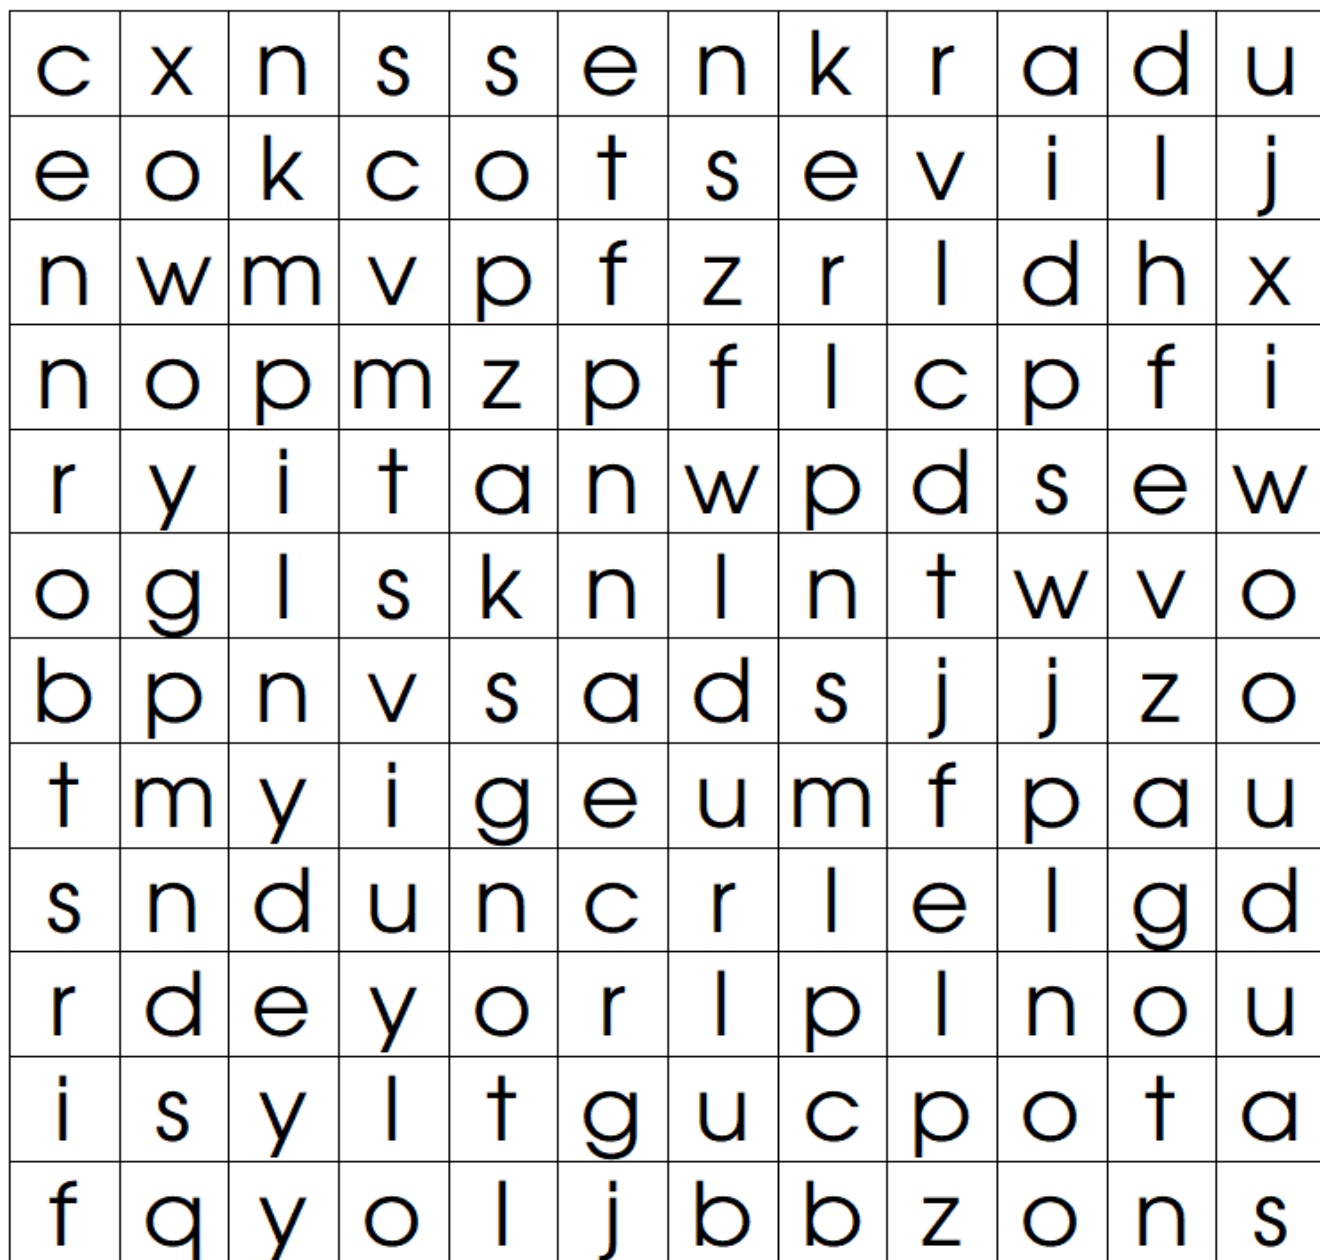 c x n s s e n k r a d u
e o k c o t s e v i l j
n w m v p f z r l d h x
n o p m z p f l c p f i
r y i t a n w p d s e w
o g l s k n l n t w v o
b p n v s a d s j j z o
t m y i g e u m f p a u
s n d u n c r l e l g d
r d e y o r l p l n o u
i s y l t g u c p o t a
f q y o l j b b z o n s